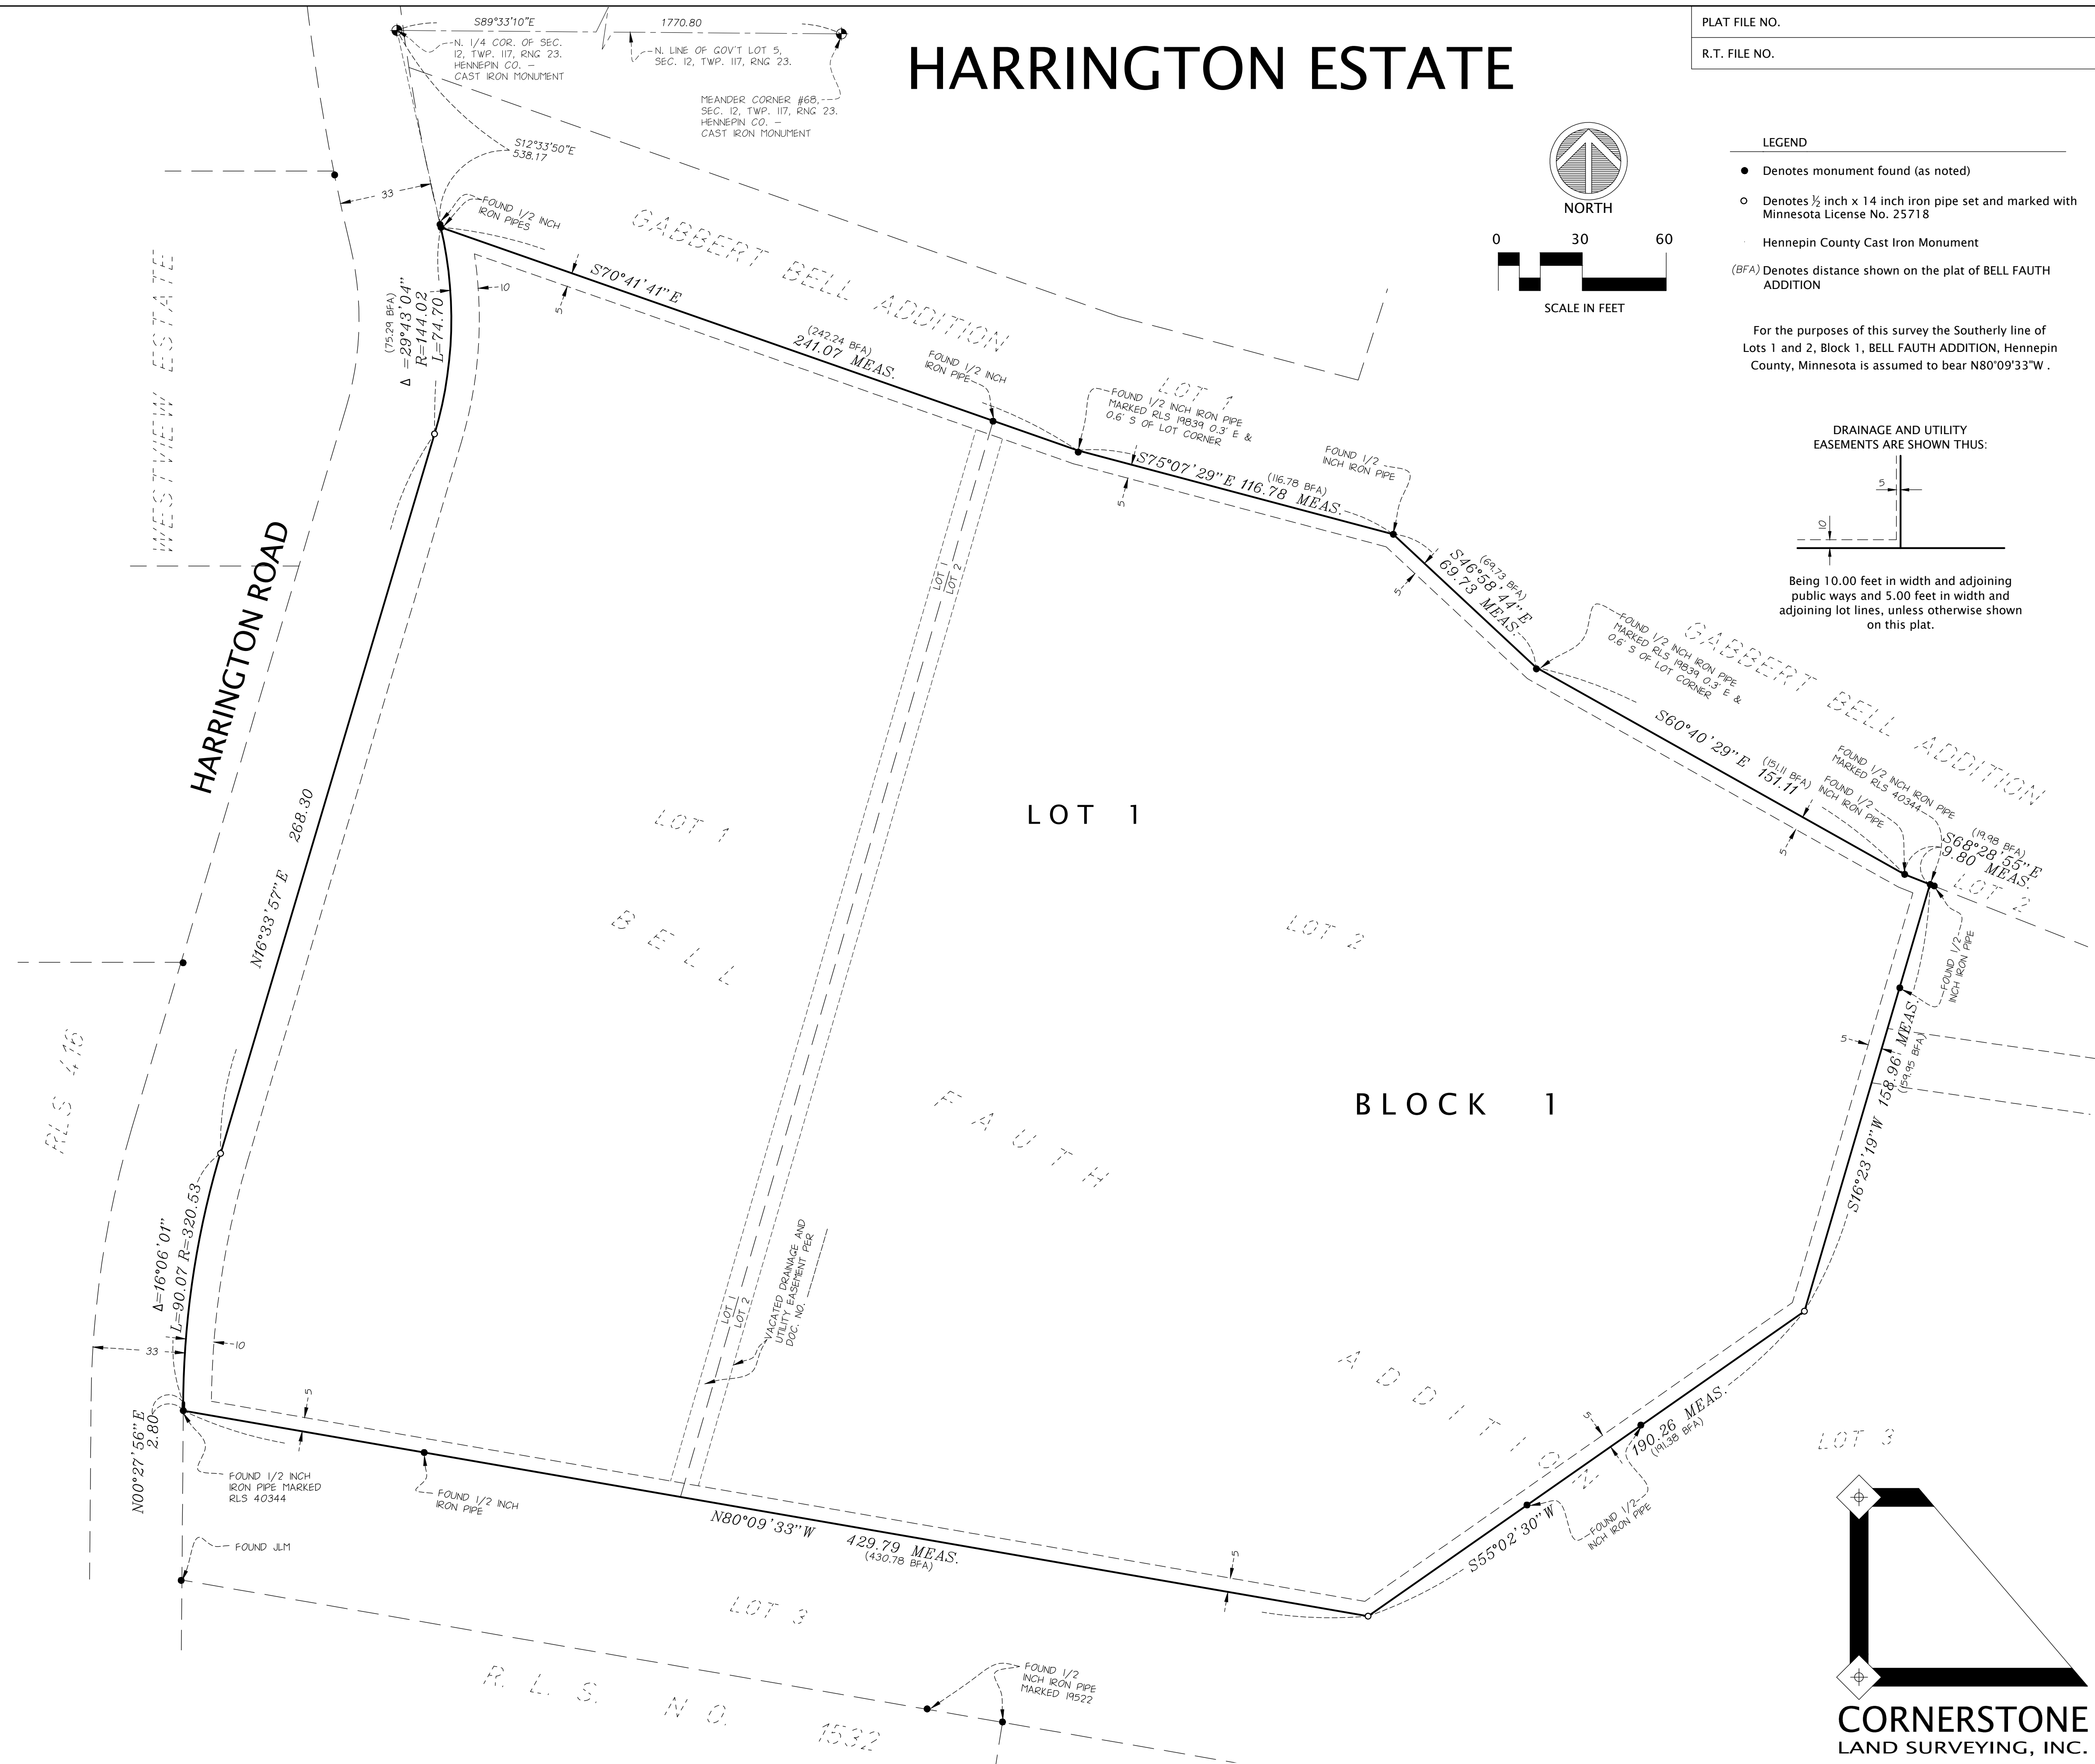 HARRINGTON ESTATE
PLAT FILE NO.
R.T. FILE NO.
S89°33'10"E
1770.80
N. 1/4 COR. OF SEC.
12, TWP. 117, RNG 23.
HENNEPIN CO. –
CAST IRON MONUMENT
N. LINE OF GOV'T LOT 5,
SEC. 12, TWP. 117, RNG 23.
MEANDER CORNER #68,
SEC. 12, TWP. 117, RNG 23.
HENNEPIN CO. –
CAST IRON MONUMENT
S12°33'50"E
538.17
33
FOUND 1/2 INCH
IRON PIPES
NORTH
0 30 60
SCALE IN FEET
LEGEND
Denotes monument found (as noted)
Denotes ½ inch x 14 inch iron pipe set and marked with
Minnesota License No. 25718
Hennepin County Cast Iron Monument
(BFA) Denotes distance shown on the plat of BELL FAUTH
ADDITION
For the purposes of this survey the Southerly line of
Lots 1 and 2, Block 1, BELL FAUTH ADDITION, Hennepin
County, Minnesota is assumed to bear N80°09'33"W .
DRAINAGE AND UTILITY
EASEMENTS ARE SHOWN THUS:
5
10
Being 10.00 feet in width and adjoining
public ways and 5.00 feet in width and
adjoining lot lines, unless otherwise shown
on this plat.
WESTVIEW ESTATE
GABBERT BELL ADDITION
LOT 1
(75.29 BFA)
Δ =29°43'04"
R=144.02
L=74.70
10
S70°41'41"E
5
(242.24 BFA)
241.07 MEAS.
FOUND 1/2 INCH
IRON PIPE
FOUND 1/2 INCH IRON PIPE
MARKED RLS 19839 0.3' E &
0.6' S OF LOT CORNER
S75°07'29"E 116.78 MEAS.
(116.78 BFA)
5
FOUND 1/2
INCH IRON PIPE
(69.73 BFA)
S46°58'44"E
69.73 MEAS.
5
FOUND 1/2 INCH IRON PIPE
MARKED RLS 19839 0.3' E &
0.6' S OF LOT CORNER
GABBERT BELL ADDITION
S60°40'29"E 151.11
(151.11 BFA)
5
FOUND 1/2
INCH IRON PIPE
FOUND 1/2 INCH IRON PIPE
MARKED RLS 40344
(19.98 BFA)
S68°28'55"E
9.80 MEAS.
LOT 2
FOUND 1/2
INCH IRON PIPE
HARRINGTON ROAD
LOT 1
LOT 2
N16°33'57"E 268.30
LOT 1
LOT 1
BELL
LOT 2
FAUTH
BLOCK 1
ADDITION
5
S16°23'19"W 158.96 MEAS.
(159.95 BFA)
RLS 416
Δ=16°06'01"
L=90.07 R=320.53
33
10
N00°27'56"E
2.80
5
VACATED DRAINAGE AND
UTILITY EASEMENT PER
DOC. NO.
LOT 1
LOT 2
FOUND 1/2 INCH
IRON PIPE MARKED
RLS 40344
FOUND 1/2 INCH
IRON PIPE
FOUND JLM
N80°09'33"W 429.79 MEAS.
(430.78 BFA)
5
5
S55°02'30"W 190.26 MEAS.
(191.38 BFA)
FOUND 1/2
INCH IRON PIPE
LOT 3
LOT 3
R.L.S. NO. 1532
FOUND 1/2
INCH IRON PIPE
MARKED 19522
CORNERSTONE
LAND SURVEYING, INC.